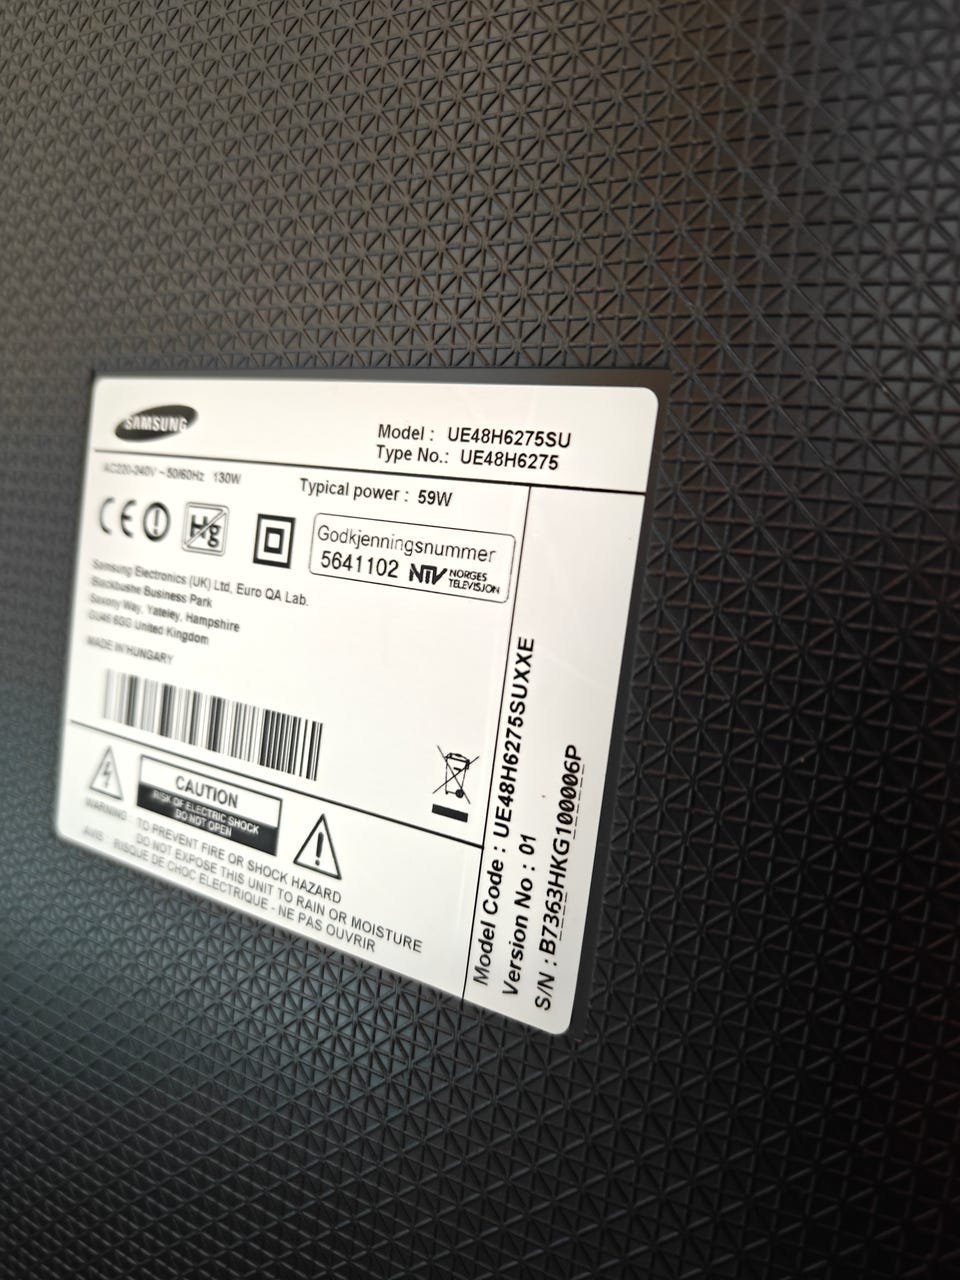 SAMSUNG
Model : UE48H6275SU
Type No.: UE48H6275
AC220-240V ~ 50/60Hz 130W
Typical power : 59W
CE
Hg
Godkjenningsnummer
5641102 NTV NORGES TELEVISJON
Samsung Electronics (UK) Ltd, Euro QA Lab.
Blackbushe Business Park
Saxony Way, Yateley, Hampshire
GU46 6GG United Kingdom
MADE IN HUNGARY
CAUTION
RISK OF ELECTRIC SHOCK
DO NOT OPEN
WARNING : TO PREVENT FIRE OR SHOCK HAZARD
DO NOT EXPOSE THIS UNIT TO RAIN OR MOISTURE
AVIS : RISQUE DE CHOC ELECTRIQUE - NE PAS OUVRIR
Model Code : UE48H6275SUXXE
Version No : 01
S/N : B7363HKG100006P